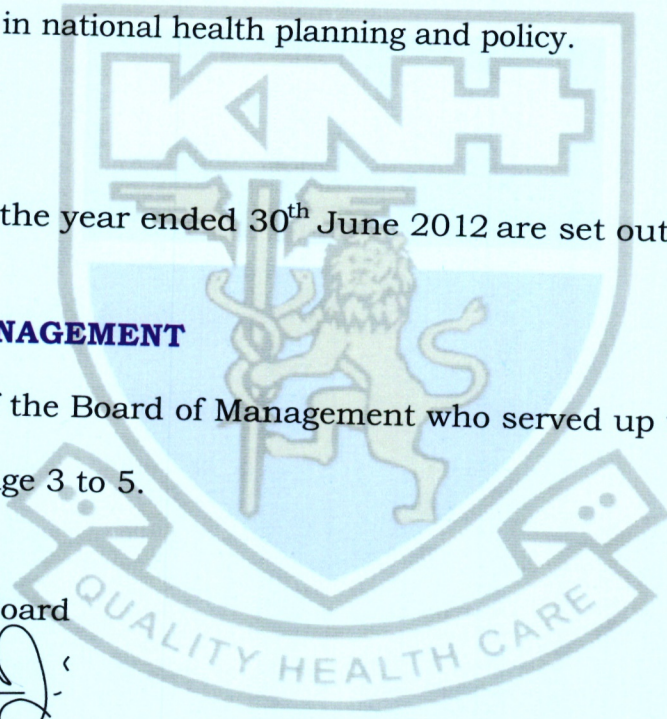 in national health planning and policy.
KNH
the year ended 30th June 2012 are set out
NAGEMENT
the Board of Management who served up
ge 3 to 5.
oard
QUALITY HEALTH CARE